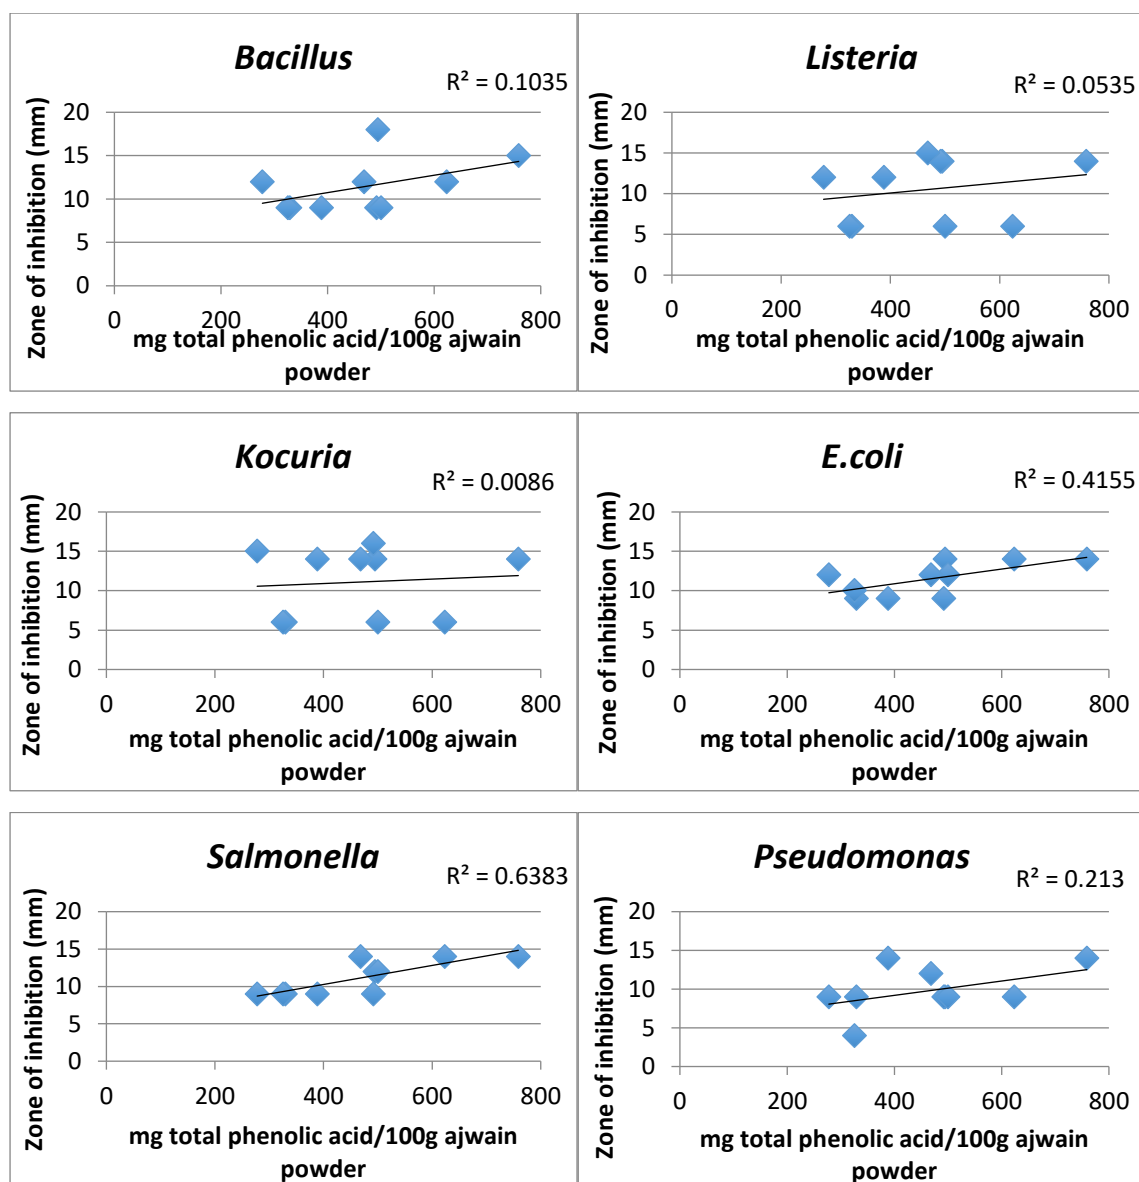 Bacillus
R² = 0.1035
Zone of inhibition (mm)
20
15
10
5
0
0 200 400 600 800
mg total phenolic acid/100g ajwain
powder
Listeria
R² = 0.0535
Zone of inhibition (mm)
20
15
10
5
0
0 200 400 600 800
mg total phenolic acid/100g ajwain
powder
Kocuria
R² = 0.0086
Zone of inhibition (mm)
20
15
10
5
0
0 200 400 600 800
mg total phenolic acid/100g ajwain
powder
E.coli
R² = 0.4155
Zone of inhibition (mm)
20
15
10
5
0
0 200 400 600 800
mg total phenolic acid/100g ajwain
powder
Salmonella
R² = 0.6383
Zone of inhibition (mm)
20
15
10
5
0
0 200 400 600 800
mg total phenolic acid/100g ajwain
powder
Pseudomonas
R² = 0.213
Zone of inhibition (mm)
20
15
10
5
0
0 200 400 600 800
mg total phenolic acid/100g ajwain
powder